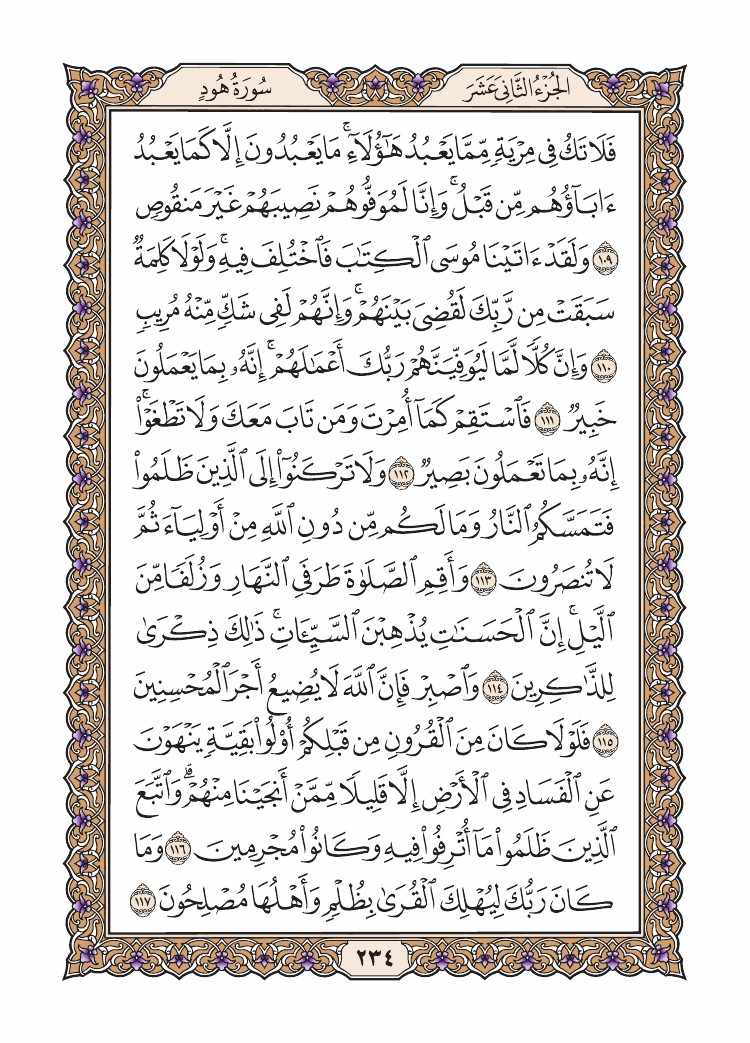 الجُزْءُ الثَّانِي عَشَرَ
سُورَةُ هُودٍ
فَلَا تَكُ فِى مِرْيَةٍ مِّمَّا يَعْبُدُ هَٰٓؤُلَآءِ ۚ مَا يَعْبُدُونَ إِلَّا كَمَا يَعْبُدُ
ءَابَآؤُهُم مِّن قَبْلُ ۚ وَإِنَّا لَمُوَفُّوهُمْ نَصِيبَهُمْ غَيْرَ مَنقُوصٍ
١٠٩ وَلَقَدْ ءَاتَيْنَا مُوسَى ٱلْكِتَٰبَ فَٱخْتُلِفَ فِيهِ ۚ وَلَوْلَا كَلِمَةٌ
سَبَقَتْ مِن رَّبِّكَ لَقُضِىَ بَيْنَهُمْ ۚ وَإِنَّهُمْ لَفِى شَكٍّ مِّنْهُ مُرِيبٍ
١١٠ وَإِنَّ كُلًّا لَّمَّا لَيُوَفِّيَنَّهُمْ رَبُّكَ أَعْمَٰلَهُمْ ۚ إِنَّهُۥ بِمَا يَعْمَلُونَ
خَبِيرٌ ١١١ فَٱسْتَقِمْ كَمَآ أُمِرْتَ وَمَن تَابَ مَعَكَ وَلَا تَطْغَوْا۟ ۚ
إِنَّهُۥ بِمَا تَعْمَلُونَ بَصِيرٌ ١١٢ وَلَا تَرْكَنُوٓا۟ إِلَى ٱلَّذِينَ ظَلَمُوا۟
فَتَمَسَّكُمُ ٱلنَّارُ وَمَا لَكُم مِّن دُونِ ٱللَّهِ مِنْ أَوْلِيَآءَ ثُمَّ
لَا تُنصَرُونَ ١١٣ وَأَقِمِ ٱلصَّلَوٰةَ طَرَفَىِ ٱلنَّهَارِ وَزُلَفًا مِّنَ
ٱلَّيْلِ ۚ إِنَّ ٱلْحَسَنَٰتِ يُذْهِبْنَ ٱلسَّيِّـَٔاتِ ۚ ذَٰلِكَ ذِكْرَىٰ
لِلذَّٰكِرِينَ ١١٤ وَٱصْبِرْ فَإِنَّ ٱللَّهَ لَا يُضِيعُ أَجْرَ ٱلْمُحْسِنِينَ
١١٥ فَلَوْلَا كَانَ مِنَ ٱلْقُرُونِ مِن قَبْلِكُمْ أُو۟لُوا۟ بَقِيَّةٍ يَنْهَوْنَ
عَنِ ٱلْفَسَادِ فِى ٱلْأَرْضِ إِلَّا قَلِيلًا مِّمَّنْ أَنجَيْنَا مِنْهُمْ ۗ وَٱتَّبَعَ
ٱلَّذِينَ ظَلَمُوا۟ مَآ أُتْرِفُوا۟ فِيهِ وَكَانُوا۟ مُجْرِمِينَ ١١٦ وَمَا
كَانَ رَبُّكَ لِيُهْلِكَ ٱلْقُرَىٰ بِظُلْمٍ وَأَهْلُهَا مُصْلِحُونَ ١١٧
٢٣٤